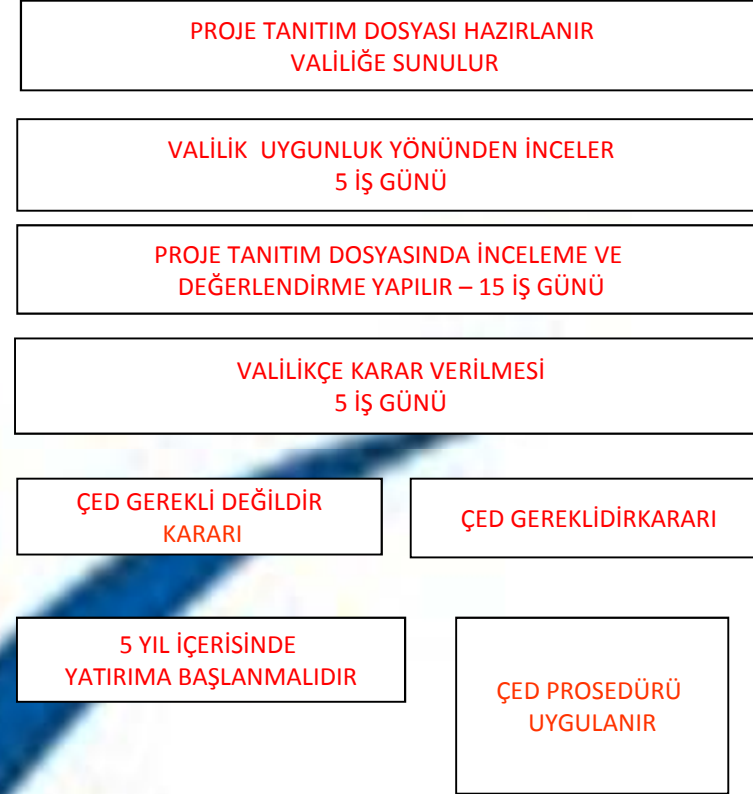 PROJE TANITIM DOSYASI HAZIRLANIR
VALİLİĞE SUNULUR
VALİLİK UYGUNLUK YÖNÜNDEN İNCELER
5 İŞ GÜNÜ
PROJE TANITIM DOSYASINDA İNCELEME VE
DEĞERLENDİRME YAPILIR – 15 İŞ GÜNÜ
VALİLİKÇE KARAR VERİLMESİ
5 İŞ GÜNÜ
ÇED GEREKLİ DEĞİLDİR
KARARI
ÇED GEREKLİDİRKARARI
5 YIL İÇERİSİNDE
YATIRIMA BAŞLANMALIDIR
ÇED PROSEDÜRÜ
UYGULANIR